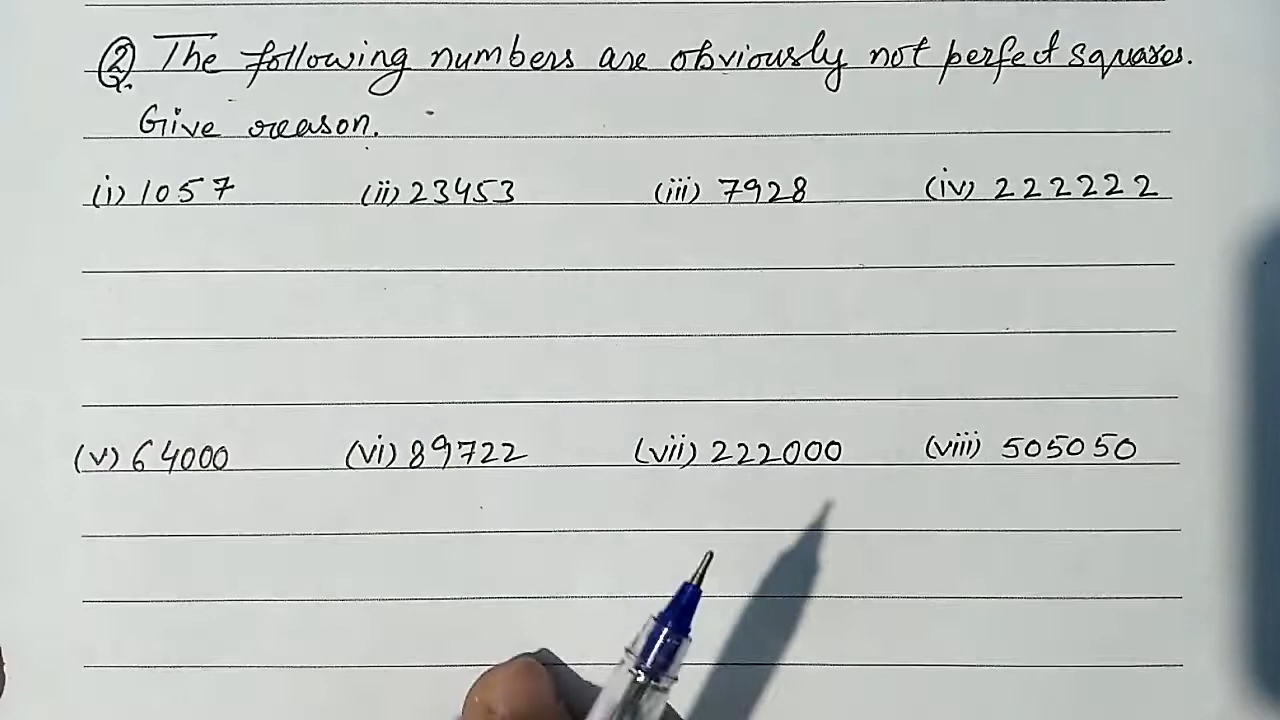 Q The following numbers are obviously not perfect squares.
Give reason.
(i) 1057 (ii) 23453 (iii) 7928 (iv) 222222
(v) 64000 (vi) 89722 (vii) 222000 (viii) 505050